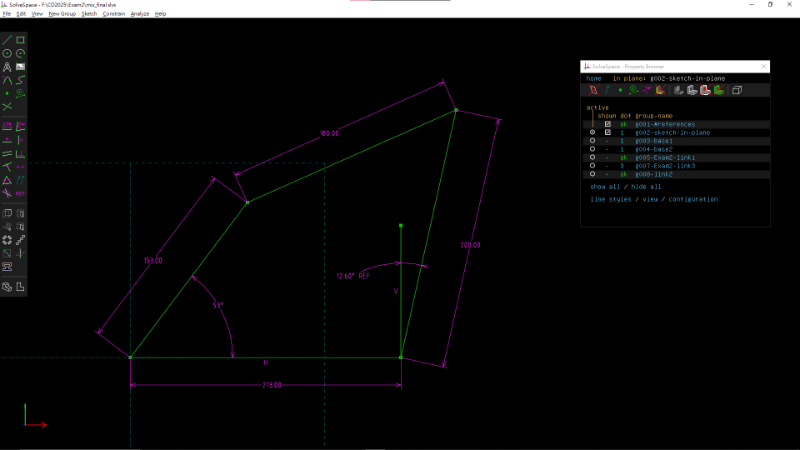 SolveSpace - F:\CD2023\Exam2\mix_final.slvs
File Edit View New Group Sketch Constrain Analyze Help
SolveSpace - Property Browser
home in plane: g002-sketch-in-plane
active
shown dof group-name
ok g001-#references
1 g002-sketch-in-plane
- 1 g003-base1
- 1 g004-base2
- ok g005-Exam2-link1
- 3 g007-Exam2-link3
- ok g008-link2
show all / hide all
line styles / view / configuration
180.00
153.00
200.00
12.60° REF
V
53°
H
213.00